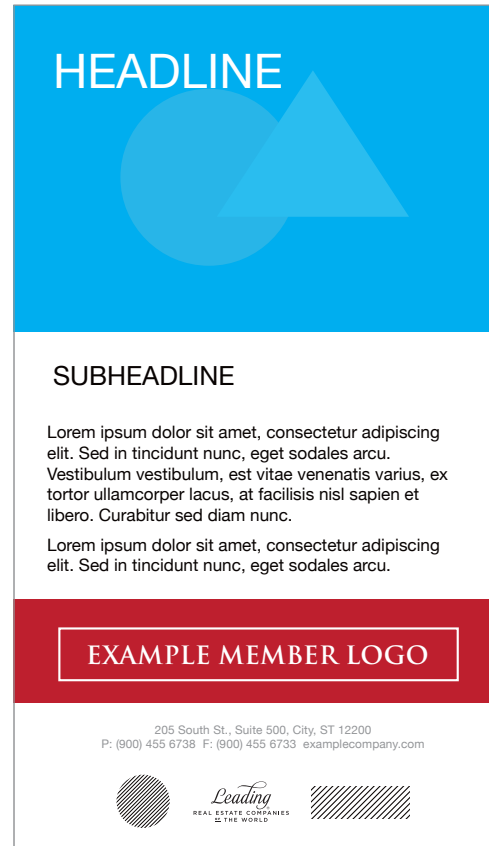 HEADLINE
SUBHEADLINE
Lorem ipsum dolor sit amet, consectetur adipiscing
elit. Sed in tincidunt nunc, eget sodales arcu.
Vestibulum vestibulum, est vitae venenatis varius, ex
tortor ullamcorper lacus, at facilisis nisl sapien et
libero. Curabitur sed diam nunc.
Lorem ipsum dolor sit amet, consectetur adipiscing
elit. Sed in tincidunt nunc, eget sodales arcu.
EXAMPLE MEMBER LOGO
205 South St., Suite 500, City, ST 12200
P: (900) 455 6738 F: (900) 455 6733 examplecompany.com
Leading
REAL ESTATE COMPANIES
OF THE WORLD